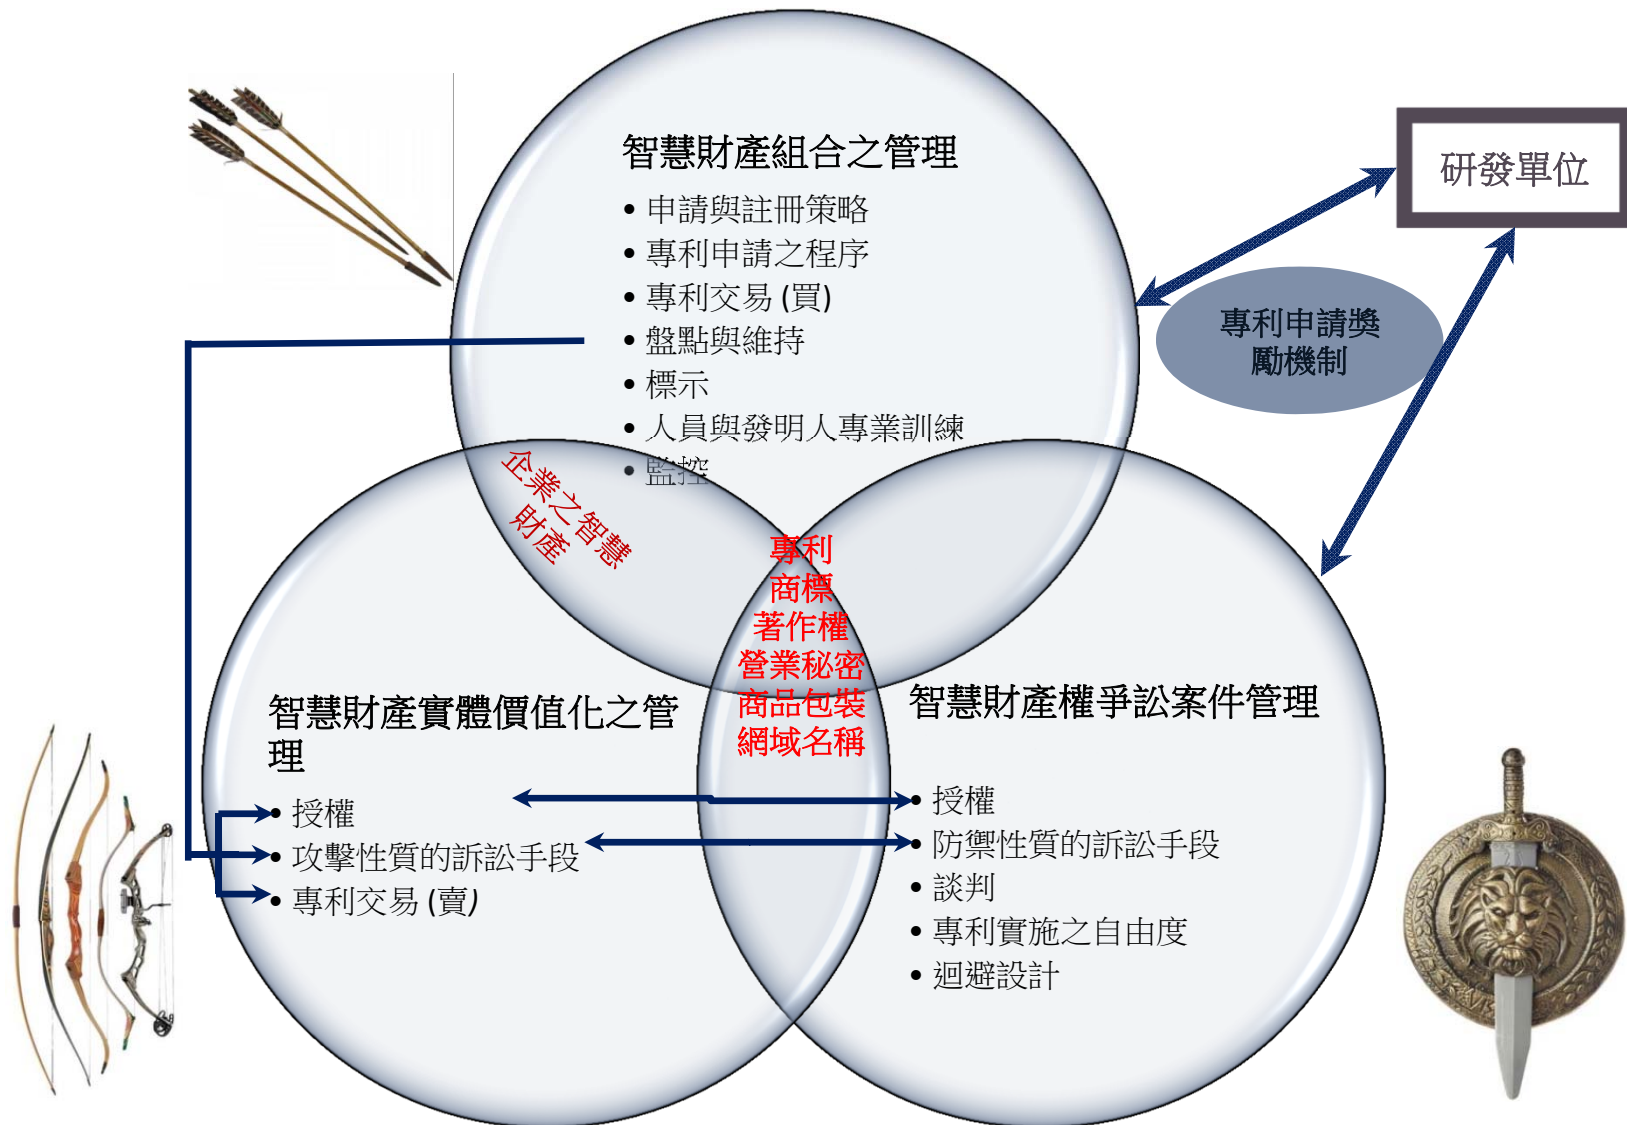 智慧財產組合之管理
• 申請與註冊策略
• 專利申請之程序
• 專利交易 (買)
• 盤點與維持
• 標示
• 人員與發明人專業訓練
• 監控
研發單位
專利申請獎
勵機制
企業之智慧
財產
專利
商標
著作權
營業秘密
商品包裝
網域名稱
智慧財產實體價值化之管
理
• 授權
• 攻擊性質的訴訟手段
• 專利交易 (賣)
智慧財產權爭訟案件管理
• 授權
• 防禦性質的訴訟手段
• 談判
• 專利實施之自由度
• 迴避設計